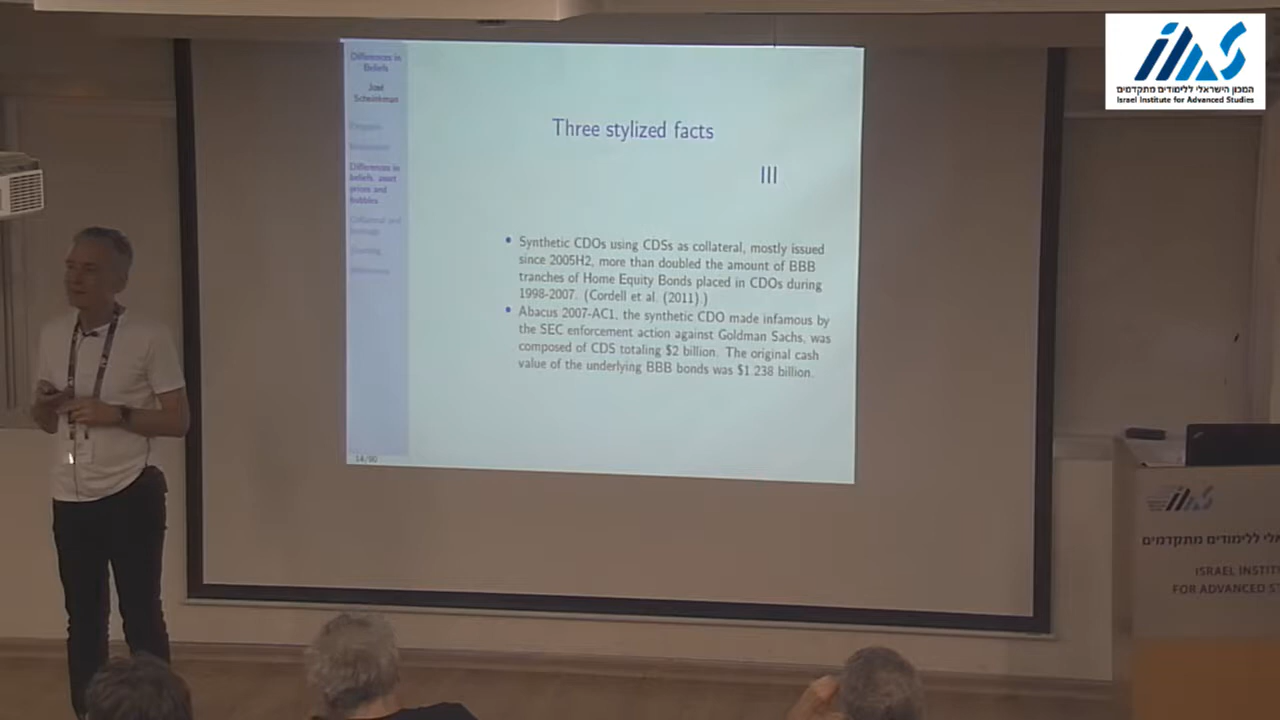 המכון הישראלי ללימודים מתקדמים
Israel Institute for Advanced Studies
Differences in
Beliefs
José
Scheinkman
Differences in
beliefs, asset
prices and
bubbles
Collateral and
14/90
Three stylized facts
III
Synthetic CDOs using CDSs as collateral, mostly issued
since 2005H2, more than doubled the amount of BBB
tranches of Home Equity Bonds placed in CDOs during
1998-2007. (Cordell et al. (2011).)
Abacus 2007-AC1, the synthetic CDO made infamous by
the SEC enforcement action against Goldman Sachs, was
composed of CDS totaling $2 billion. The original cash
value of the underlying BBB bonds was $1.238 billion.
ללימודים מתקדמים
ISRAEL
FOR ADVANCED